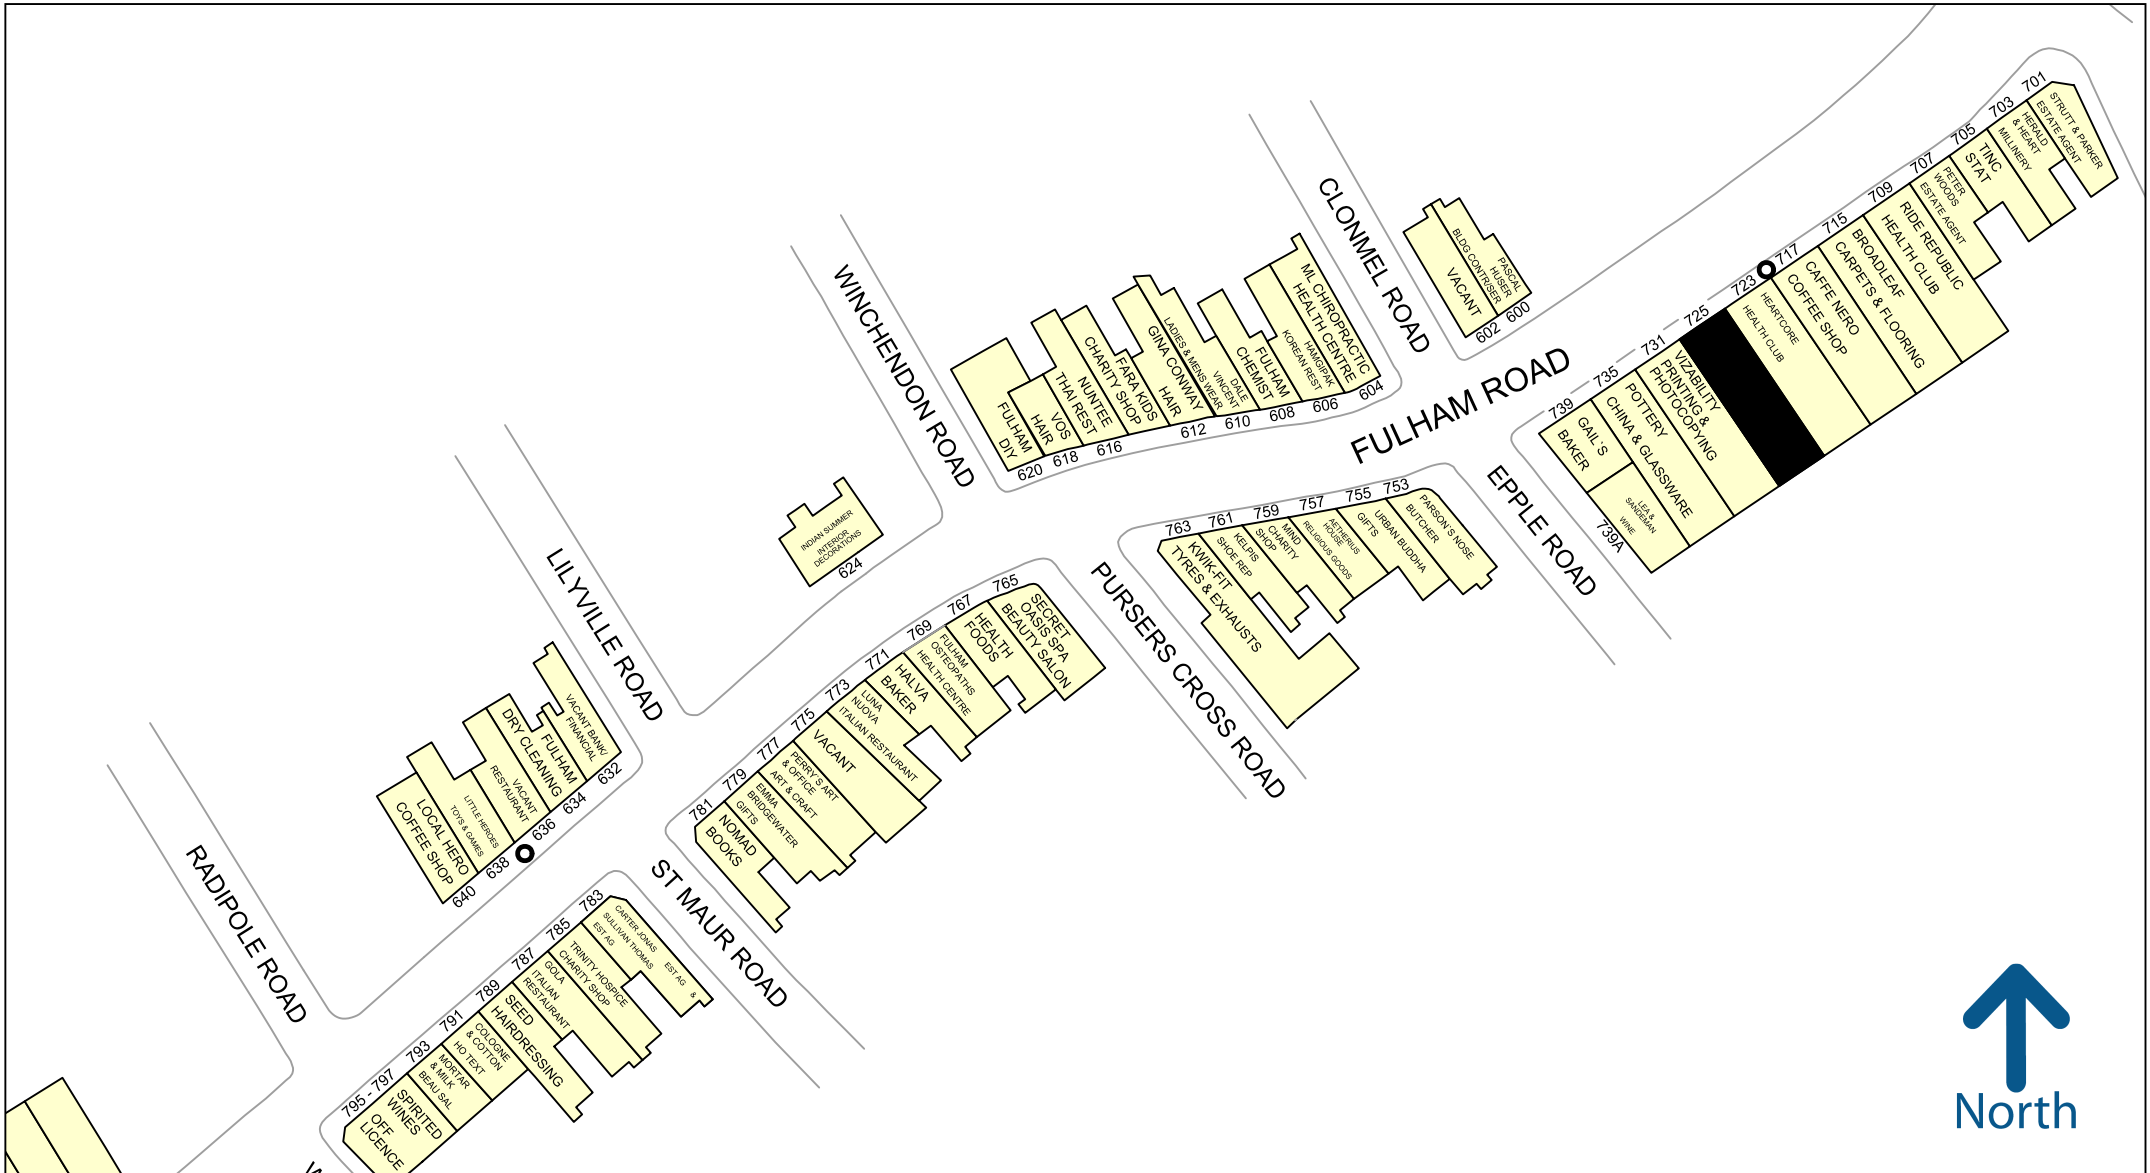 WINCHENDON ROAD
CLONMEL ROAD
LILYVILLE ROAD
RADIPOLE ROAD
FULHAM ROAD
EPPLE ROAD
PURSERS CROSS ROAD
ST MAUR ROAD
PASCAL
HUSER
BLDG CONTR/SER
VACANT
602
600
ML CHIROPRACTIC
HEALTH CENTRE
604
HAMGIPAK
KOREAN REST
606
FULHAM
CHEMIST
608
DALE
VINCENT
LADIES & MENS WEAR
610
GINA CONWAY
HAIR
612
FARA KIDS
CHARITY SHOP
616
NUNTEE
THAI REST
618
VOS
HAIR
FULHAM
DIY
620
INDIAN SUMMER
INTERIOR
DECORATIONS
624
VACANT BANK/
FINANCIAL
632
FULHAM
DRY CLEANING
634
VACANT
RESTAURANT
636
LITTLE HEROES
TOYS & GAMES
638
LOCAL HERO
COFFEE SHOP
640
701
STRUTT & PARKER
ESTATE AGENT
703
HERALD
& HEART
MILLINERY
705
TINC
STAT
707
PETER
WOODS
ESTATE AGENT
709
RIDE REPUBLIC
HEALTH CLUB
715
BROADLEAF
CARPETS & FLOORING
717
CAFFE NERO
COFFEE SHOP
723
HEARTCORE
HEALTH CLUB
725
731
VIZABILITY
PRINTING &
PHOTOCOPYING
735
POTTERY
CHINA & GLASSWARE
739
GAIL`S
BAKER
LEA &
SANDEMAN
WINE
739A
753
PARSON'S NOSE
BUTCHER
755
URBAN BUDDHA
GIFTS
757
AETHERIUS
HOUSE
RELIGIOUS GOODS
759
MIND
CHARITY
SHOP
761
KELPIS
SHOE REP
763
KWIK-FIT
TYRES & EXHAUSTS
765
SECRET
OASIS SPA
BEAUTY SALON
767
HEALTH
FOODS
769
FULHAM
OSTEOPATHS
HEALTH CENTRE
771
HALVA
BAKER
773
LUNA
NUOVA
ITALIAN RESTAURANT
775
VACANT
777
PERRY'S ART
& OFFICE
ART & CRAFT
779
EMMA
BRIDGEWATER
GIFTS
781
NOMAD
BOOKS
783
CARTER JONAS EST AG &
SULLIVAN THOMAS
EST AG
785
TRINITY HOSPICE
CHARITY SHOP
787
GOLA
ITALIAN
RESTAURANT
789
SEED
HAIRDRESSING
791
COLOGNE
& COTTON
HO TEXT
793
MORTAR
& MILK
BEAU SAL
795 - 797
SPIRITED
WINES
OFF
LICENCE
North